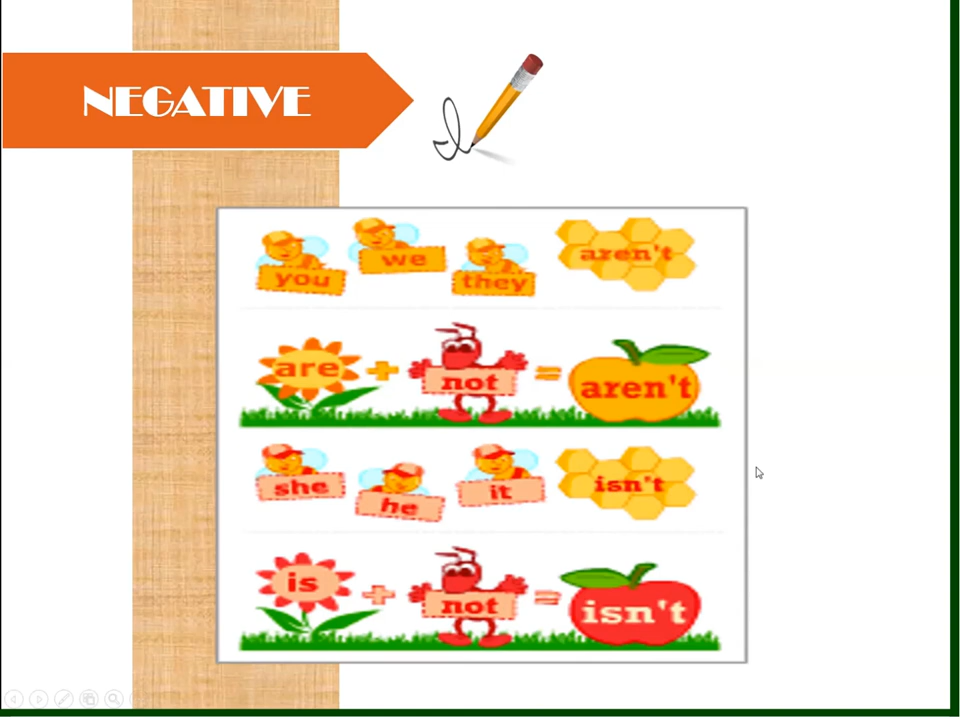 NEGATIVE
you we they aren't
are + not = aren't
she he it isn't
is + not = isn't